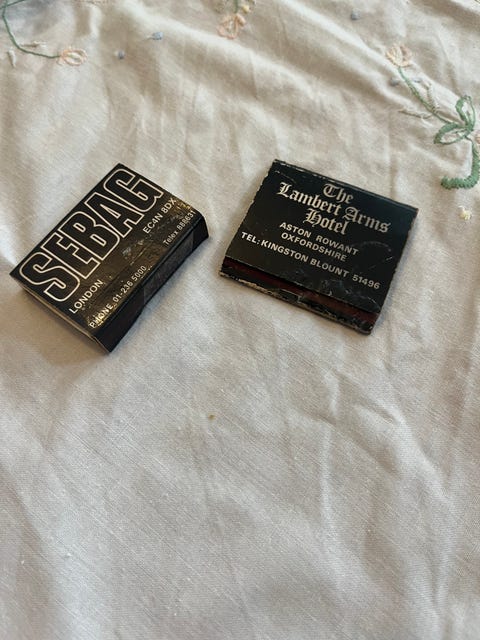 SEBAG
LONDON EC4N 8DX
PHONE 01-236 5000. Telex 888631
The
Lambert Arms
Hotel
ASTON ROWANT
OXFORDSHIRE
TEL: KINGSTON BLOUNT 51496